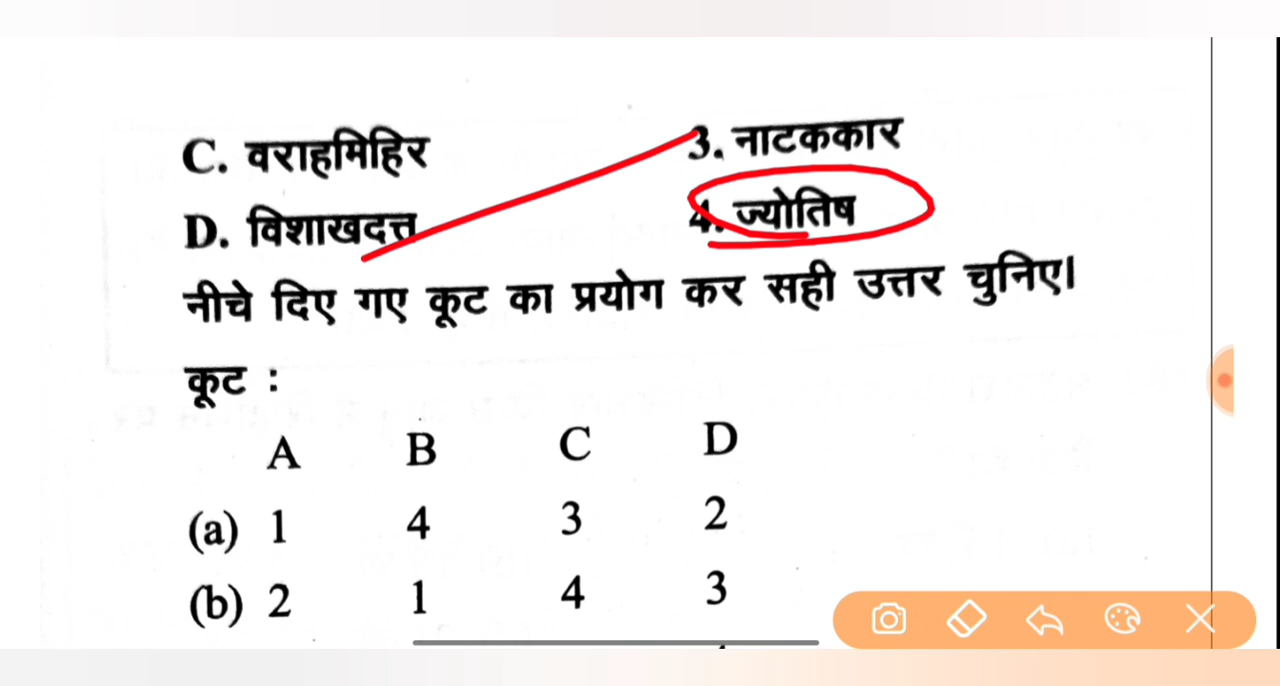 C. वराहमिहिर 3. नाटककार
D. विशाखदत्त 4. ज्योतिष
नीचे दिए गए कूट का प्रयोग कर सही उत्तर चुनिए।
कूट :
A B C D
(a) 1 4 3 2
(b) 2 1 4 3